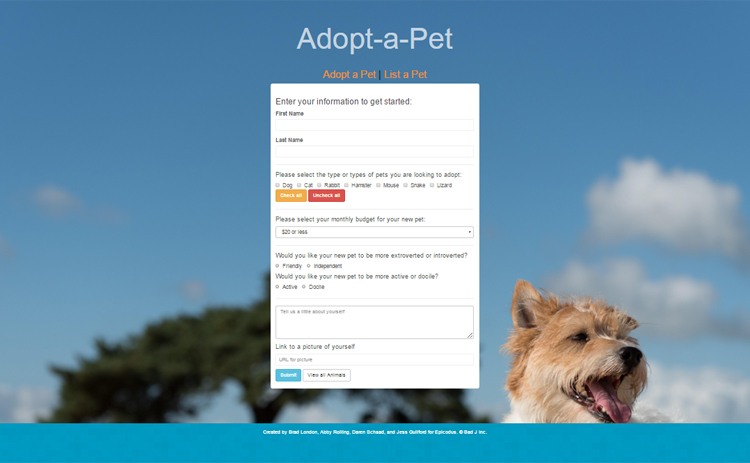 Adopt-a-Pet
Adopt a Pet | List a Pet
Enter your information to get started:
First Name
Last Name
Please select the type or types of pets you are looking to adopt:
Dog Cat Rabbit Hamster Mouse Snake Lizard
Check all Uncheck all
Please select your monthly budget for your new pet:
$20 or less
Would you like your new pet to be more extroverted or introverted?
Friendly Independent
Would you like your new pet to be more active or docile?
Active Docile
Tell us a little about yourself
Link to a picture of yourself
URL for picture
Submit View all Animals
Created by Brad London, Abby Rolling, Daren Schaad, and Jess Guilford for Epicodus. © Bad J Inc.